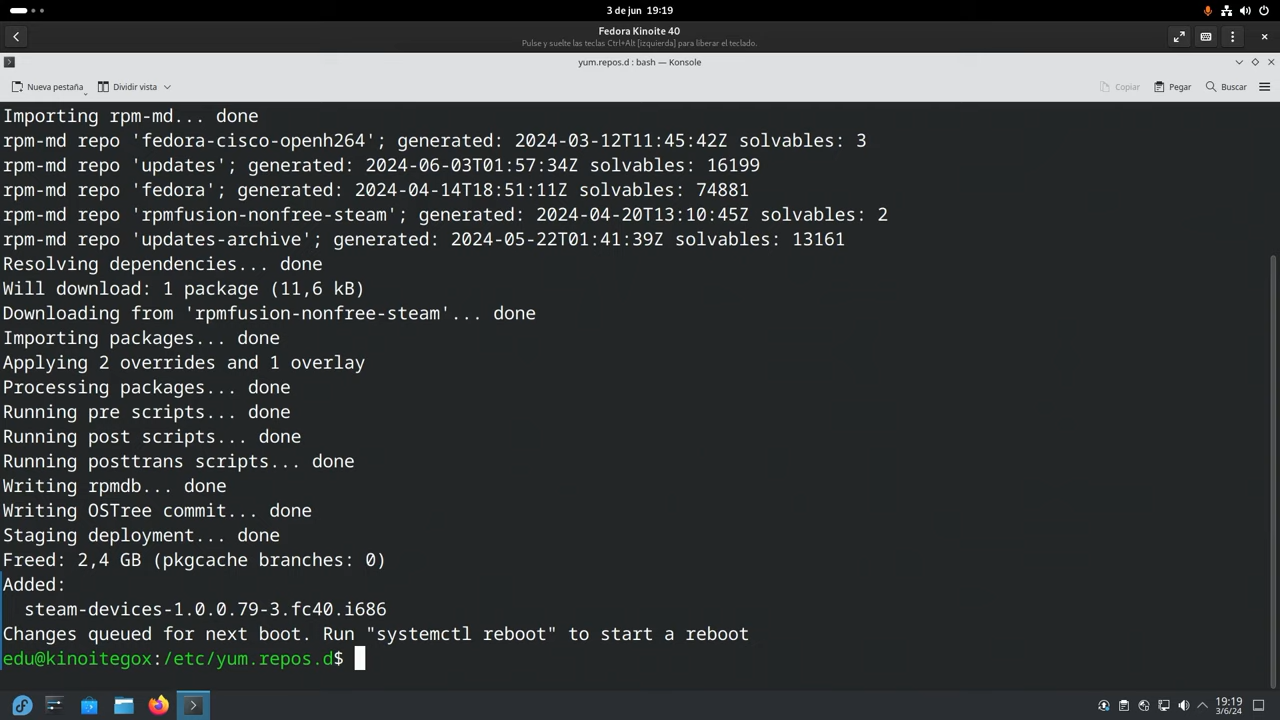 3 de jun 19:19
Fedora Kinoite 40
Pulse y suelte las teclas Ctrl+Alt [izquierda] para liberar el teclado.
yum.repos.d : bash — Konsole
Nueva pestaña
Dividir vista
Copiar
Pegar
Buscar
Importing rpm-md... done
rpm-md repo 'fedora-cisco-openh264'; generated: 2024-03-12T11:45:42Z solvables: 3
rpm-md repo 'updates'; generated: 2024-06-03T01:57:34Z solvables: 16199
rpm-md repo 'fedora'; generated: 2024-04-14T18:51:11Z solvables: 74881
rpm-md repo 'rpmfusion-nonfree-steam'; generated: 2024-04-20T13:10:45Z solvables: 2
rpm-md repo 'updates-archive'; generated: 2024-05-22T01:41:39Z solvables: 13161
Resolving dependencies... done
Will download: 1 package (11,6 kB)
Downloading from 'rpmfusion-nonfree-steam'... done
Importing packages... done
Applying 2 overrides and 1 overlay
Processing packages... done
Running pre scripts... done
Running post scripts... done
Running posttrans scripts... done
Writing rpmdb... done
Writing OSTree commit... done
Staging deployment... done
Freed: 2,4 GB (pkgcache branches: 0)
Added:
  steam-devices-1.0.0.79-3.fc40.i686
Changes queued for next boot. Run "systemctl reboot" to start a reboot
edu@kinoitegox:/etc/yum.repos.d$
19:19
3/6/24